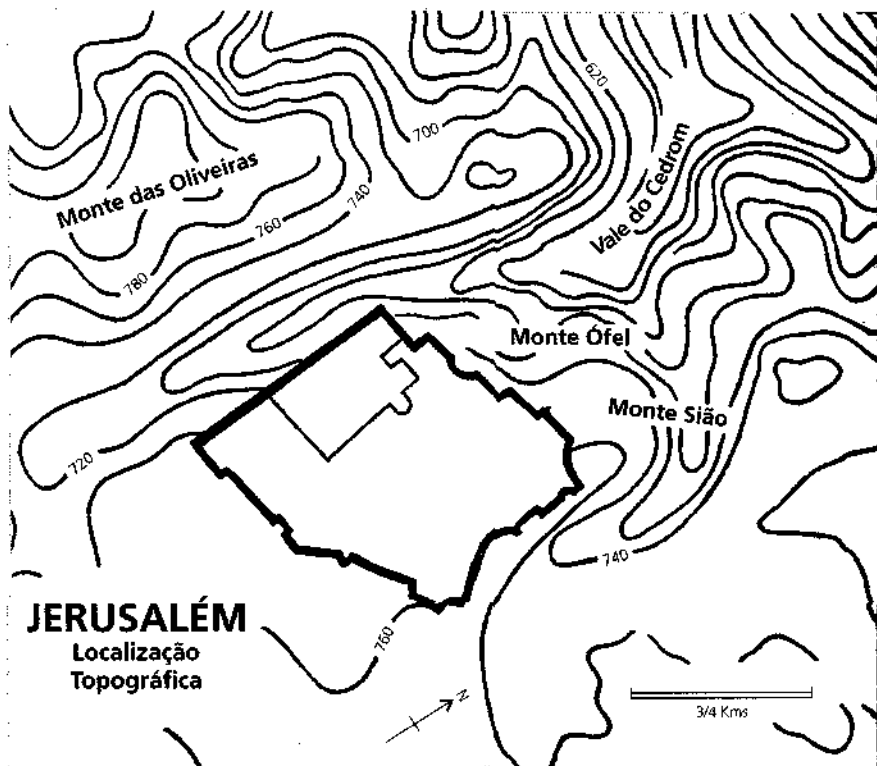 620
700
Vale do Cedrom
Monte das Oliveiras
740
760
780
Monte Ófel
Monte Sião
720
740
760
JERUSALÉM
Localização
Topográfica
N
3/4 Kms